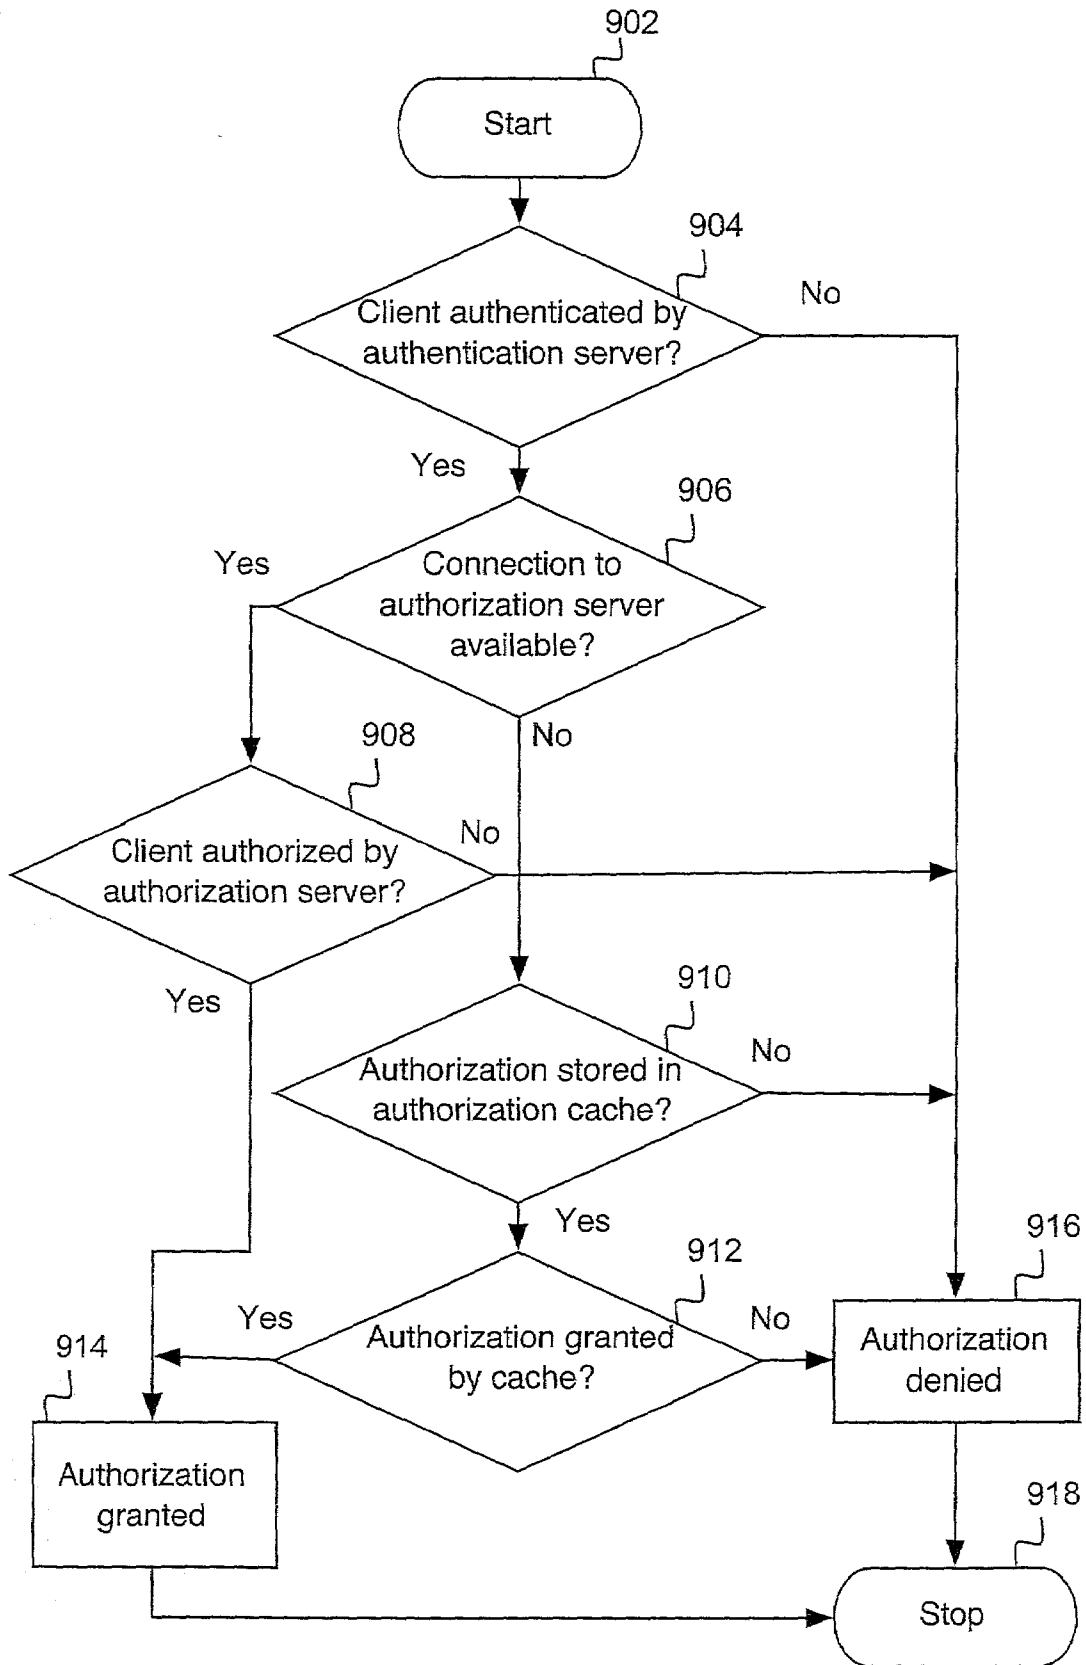 902
Start
904
No
Client authenticated by
authentication server?
Yes
906
Yes
Connection to
authorization server
available?
No
908
No
Client authorized by
authorization server?
Yes
910
No
Authorization stored in
authorization cache?
Yes
912
916
Yes
No
Authorization granted
by cache?
Authorization
denied
914
Authorization
granted
918
Stop